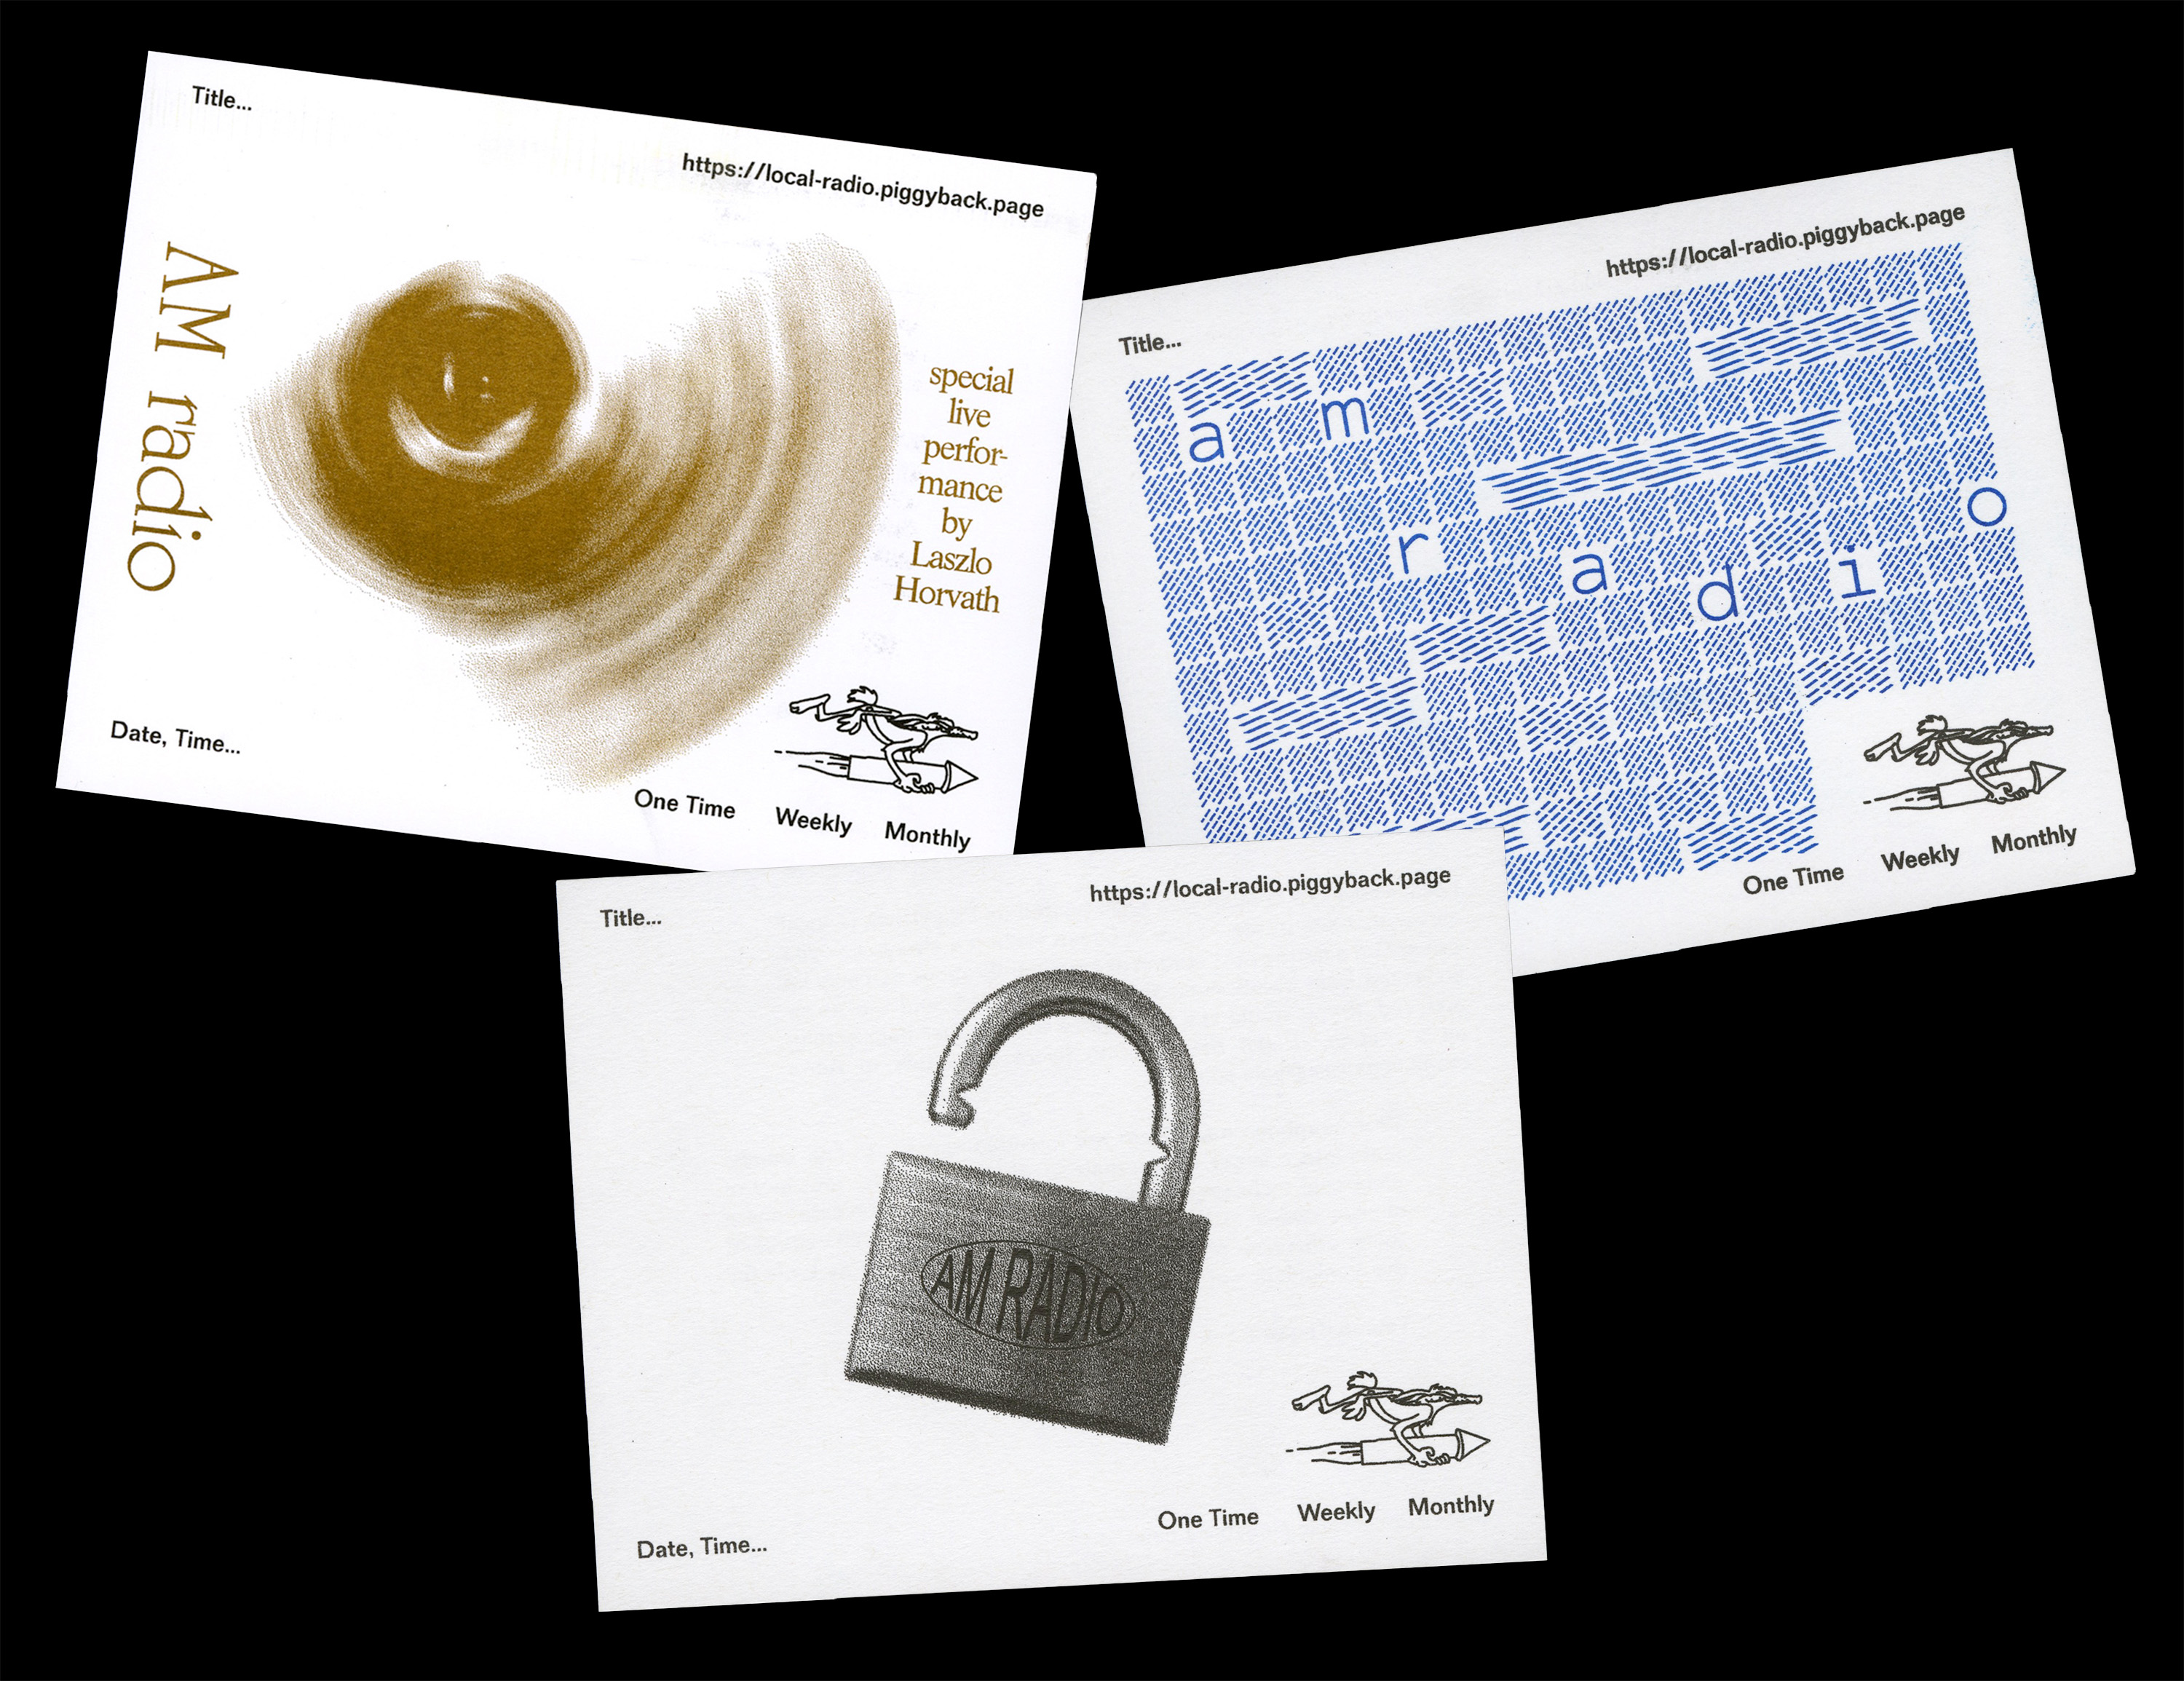 Title...
https://local-radio.piggyback.page
AM radio
special
live
perfor-
mance
by
Laszlo
Horvath
Date, Time...
One Time Weekly Monthly
https://local-radio.piggyback.page
Title...
a m
r a d i o
One Time Weekly Monthly
Title...
https://local-radio.piggyback.page
AM RADIO
One Time Weekly Monthly
Date, Time...